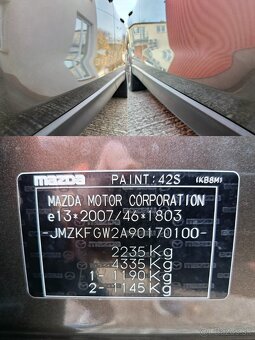 mazda PAINT:42S (KB8M)
MAZDA MOTOR CORPORATION
e13*2007/46*1803
-JMZKFGW2A90170100-
2235 Kg
4335 Kg
1- 1190 Kg
2- 1145 Kg